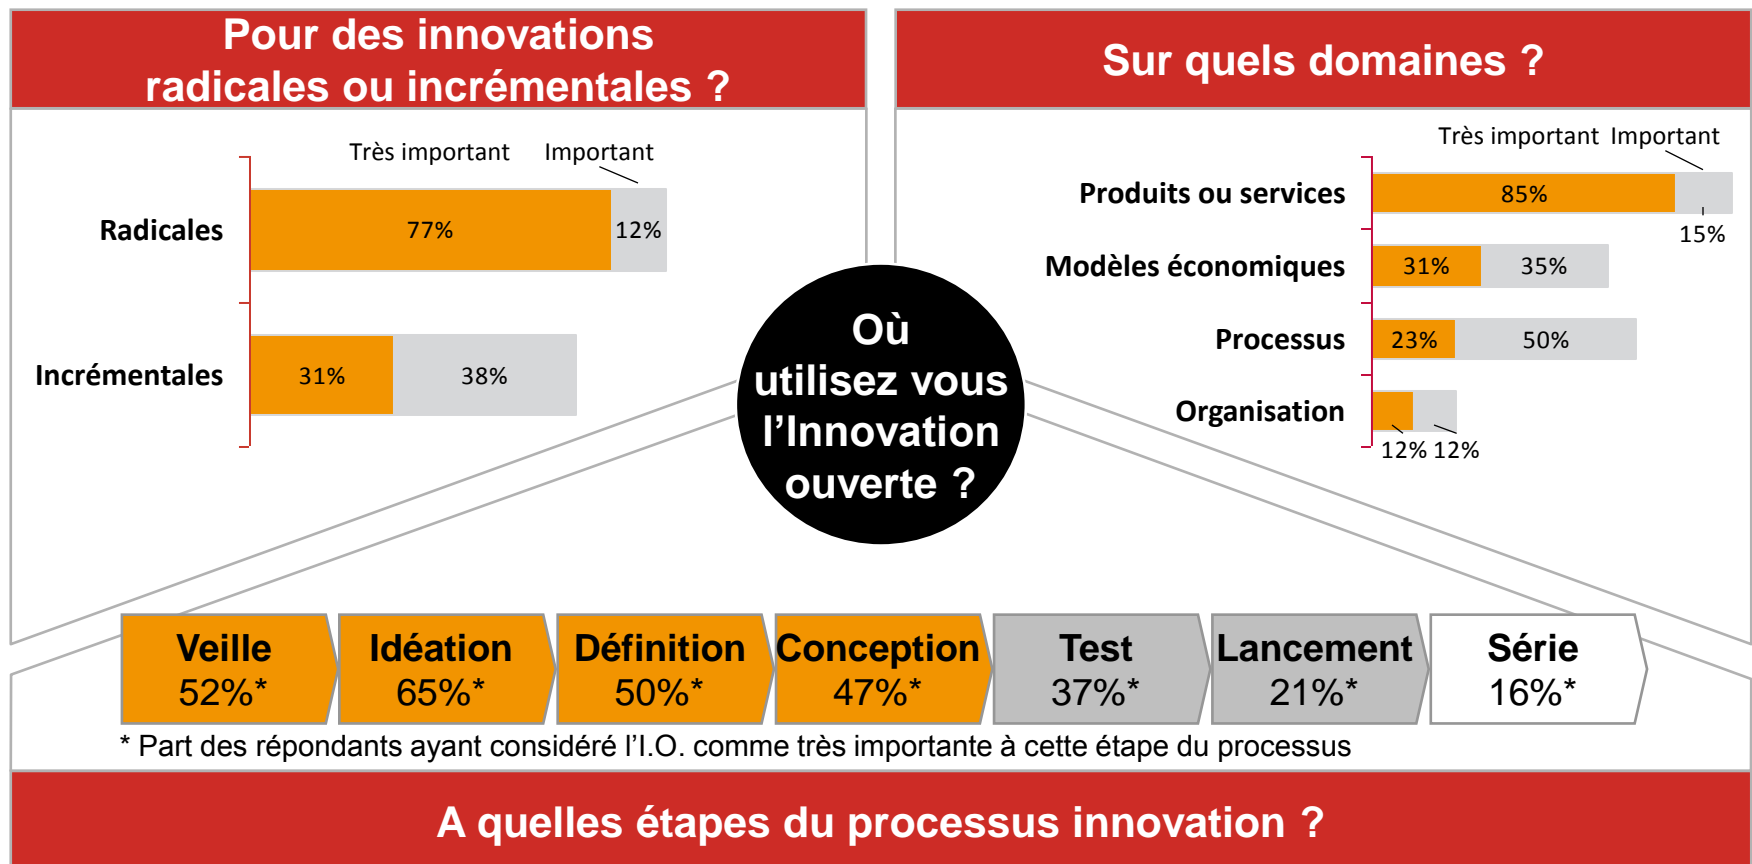 Pour des innovations
radicales ou incrémentales ?
Très important Important
Radicales 77% 12%
Incrémentales 31% 38%
Sur quels domaines ?
Très important Important
Produits ou services 85% 15%
Modèles économiques 31% 35%
Processus 23% 50%
Organisation 12% 12%
Où
utilisez vous
l’Innovation
ouverte ?
Veille Idéation Définition Conception Test Lancement Série
52%* 65%* 50%* 47%* 37%* 21%* 16%*
* Part des répondants ayant considéré l’I.O. comme très importante à cette étape du processus
A quelles étapes du processus innovation ?